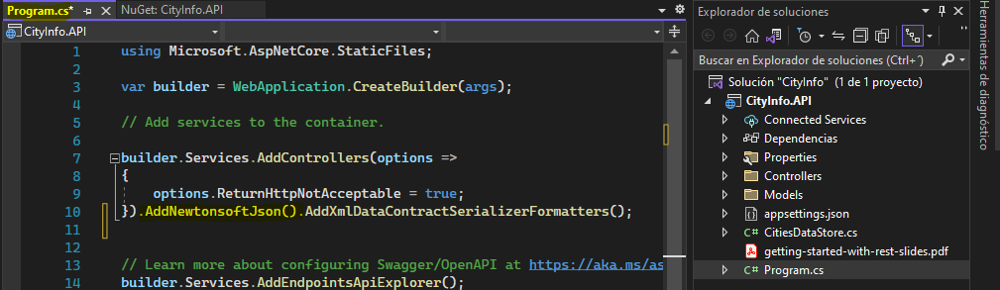 Program.cs*
NuGet: CityInfo.API
CityInfo.API
1 using Microsoft.AspNetCore.StaticFiles;
2
3 var builder = WebApplication.CreateBuilder(args);
4
5 // Add services to the container.
6
7 builder.Services.AddControllers(options =>
8 {
9 options.ReturnHttpNotAcceptable = true;
10 }).AddNewtonsoftJson().AddXmlDataContractSerializerFormatters();
11
12
13 // Learn more about configuring Swagger/OpenAPI at https://aka.ms/as
14 builder.Services.AddEndpointsApiExplorer();
Explorador de soluciones
Buscar en Explorador de soluciones (Ctrl+´)
Solución "CityInfo" (1 de 1 proyecto)
CityInfo.API
Connected Services
Dependencias
Properties
Controllers
Models
appsettings.json
C# CitiesDataStore.cs
getting-started-with-rest-slides.pdf
C# Program.cs
Herramientas de diagnóstico